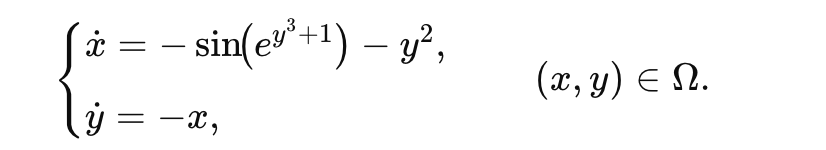 ẋ = − sin(e^{y³+1}) − y²,
ẏ = −x,
(x, y) ∈ Ω.